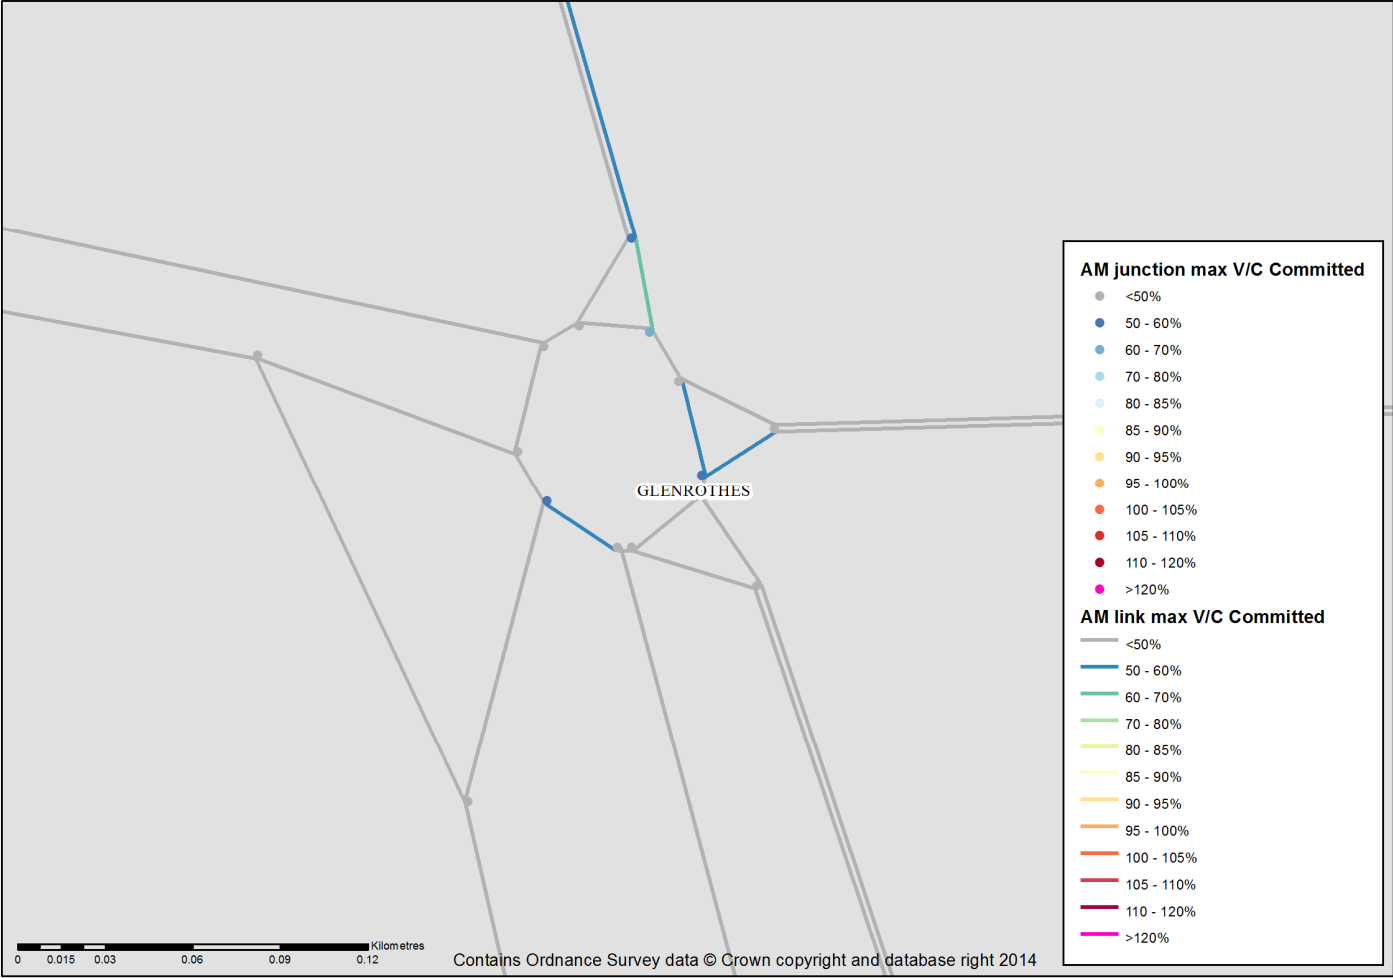 GLENROTHES
AM junction max V/C Committed
<50%
50 - 60%
60 - 70%
70 - 80%
80 - 85%
85 - 90%
90 - 95%
95 - 100%
100 - 105%
105 - 110%
110 - 120%
>120%
AM link max V/C Committed
<50%
50 - 60%
60 - 70%
70 - 80%
80 - 85%
85 - 90%
90 - 95%
95 - 100%
100 - 105%
105 - 110%
110 - 120%
>120%
Kilometres
0 0.015 0.03 0.06 0.09 0.12
Contains Ordnance Survey data © Crown copyright and database right 2014